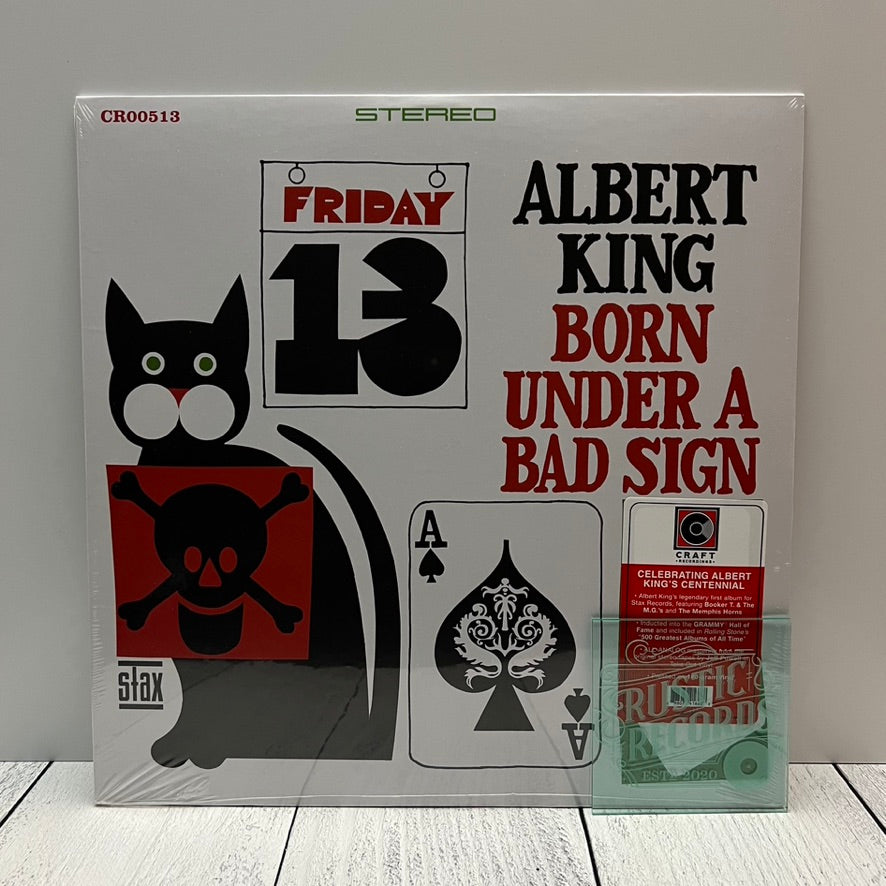 CR00513
STEREO
FRIDAY
13
ALBERT
KING
BORN
UNDER A
BAD SIGN
A
A
stax
CRAFT
RECORDINGS
CELEBRATING ALBERT
KING'S CENTENNIAL
• Albert King's legendary first album for
Stax Records, featuring Booker T. & The
M.G.'s and The Memphis Horns
• Inducted into the GRAMMY Hall of
Fame and included in Rolling Stone's
"500 Greatest Albums of All Time"
RUSTIC
RECORDS
EST. 2020